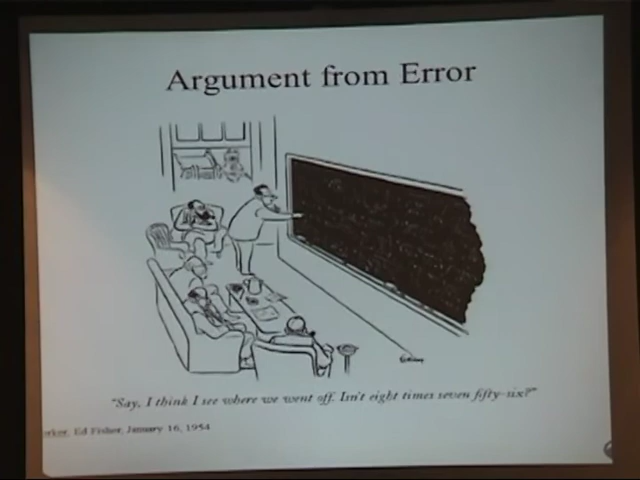 Argument from Error
"Say, I think I see where we went off. Isn't eight times seven fifty-six?"
Ed Fisher, January 16, 1954